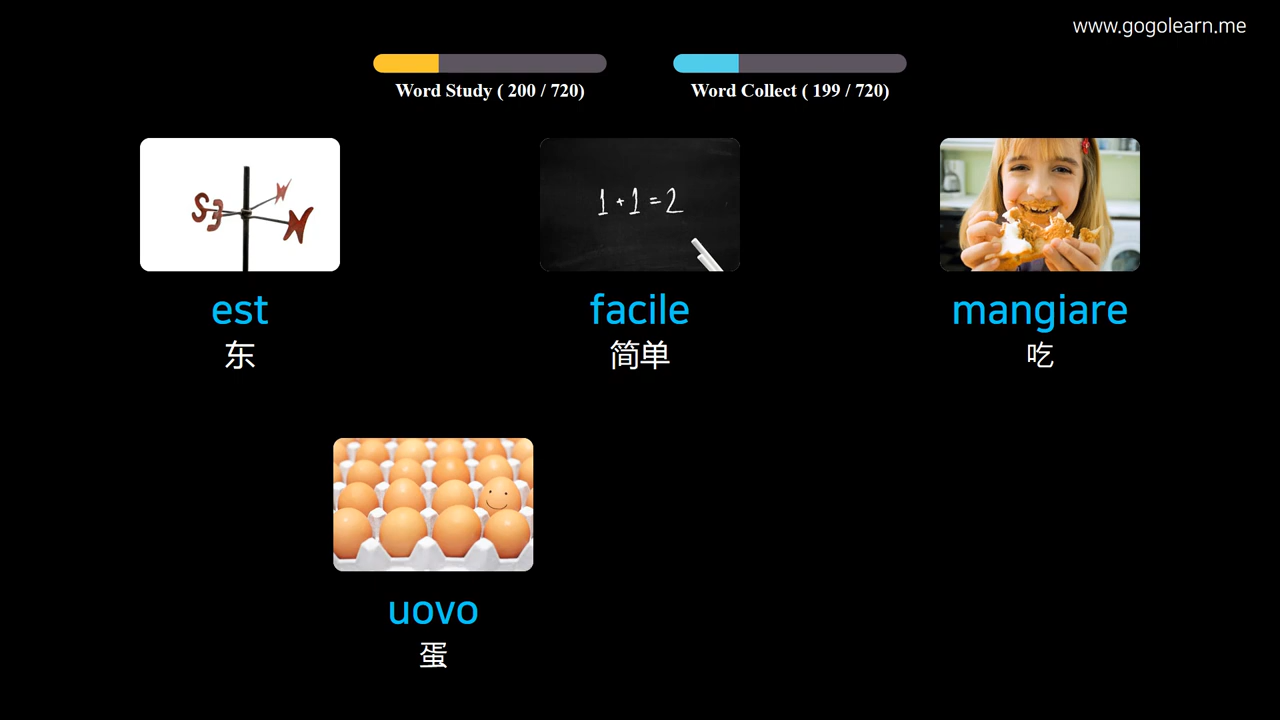 www.gogolearn.me
Word Study ( 200 / 720)
Word Collect ( 199 / 720)
1 + 1 = 2
est
东
facile
简单
mangiare
吃
uovo
蛋